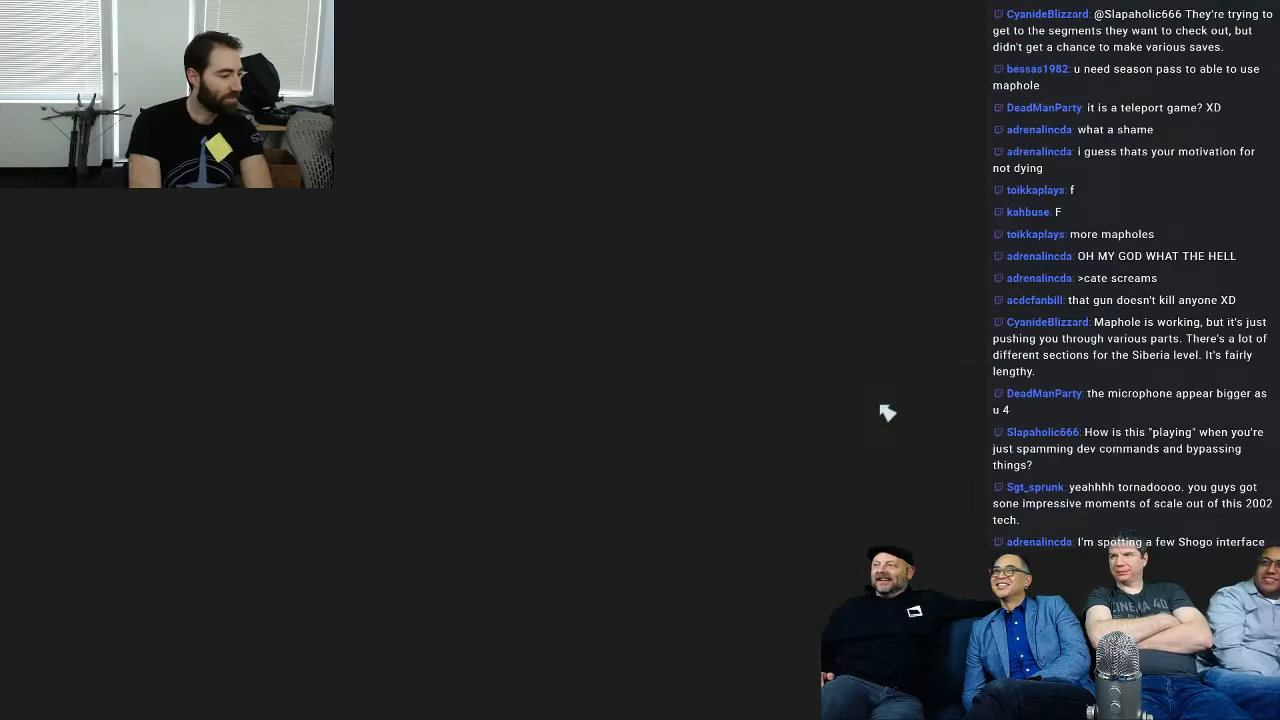 CyanideBlizzard: @Slapaholic666 They're trying to
get to the segments they want to check out, but
didn't get a chance to make various saves.
bessas1982: u need season pass to able to use
maphole
DeadManParty: it is a teleport game? XD
adrenalincda: what a shame
adrenalincda: i guess thats your motivation for
not dying
toikkaplays: f
kahbuse: F
toikkaplays: more mapholes
adrenalincda: OH MY GOD WHAT THE HELL
adrenalincda: >cate screams
acdcfanbill: that gun doesn't kill anyone XD
CyanideBlizzard: Maphole is working, but it's just
pushing you through various parts. There's a lot of
different sections for the Siberia level. It's fairly
lengthy.
DeadManParty: the microphone appear bigger as
u 4
Slapaholic666: How is this "playing" when you're
just spamming dev commands and bypassing
things?
Sgt_sprunk: yeahhhh tornadoooo. you guys got
sone impressive moments of scale out of this 2002
tech.
adrenalincda: I'm spotting a few Shogo interface
CINEMA 4D